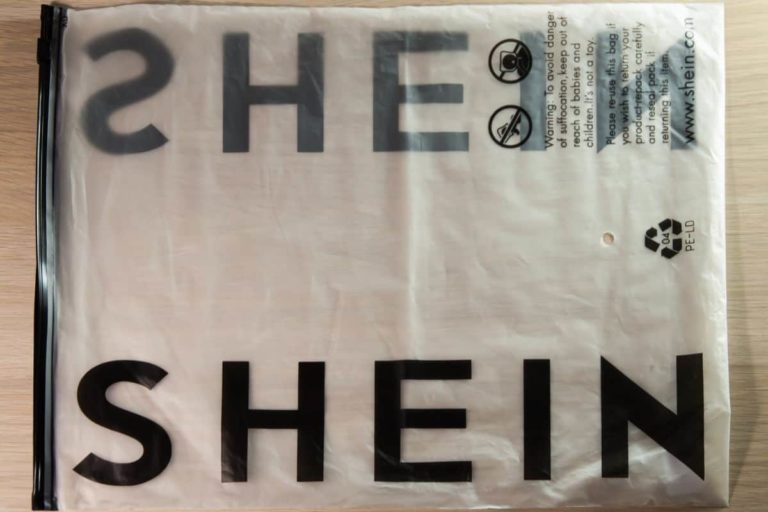 SHEIN
Warning: To avoid danger
of suffocation,keep out of
reach of babies and
children.It's not a toy.
Please re-use this bag if
you wish to return your
product-repack carefully
and reseal pack if
returning this item.
www.shein.com
04
PE-LD
SHEIN